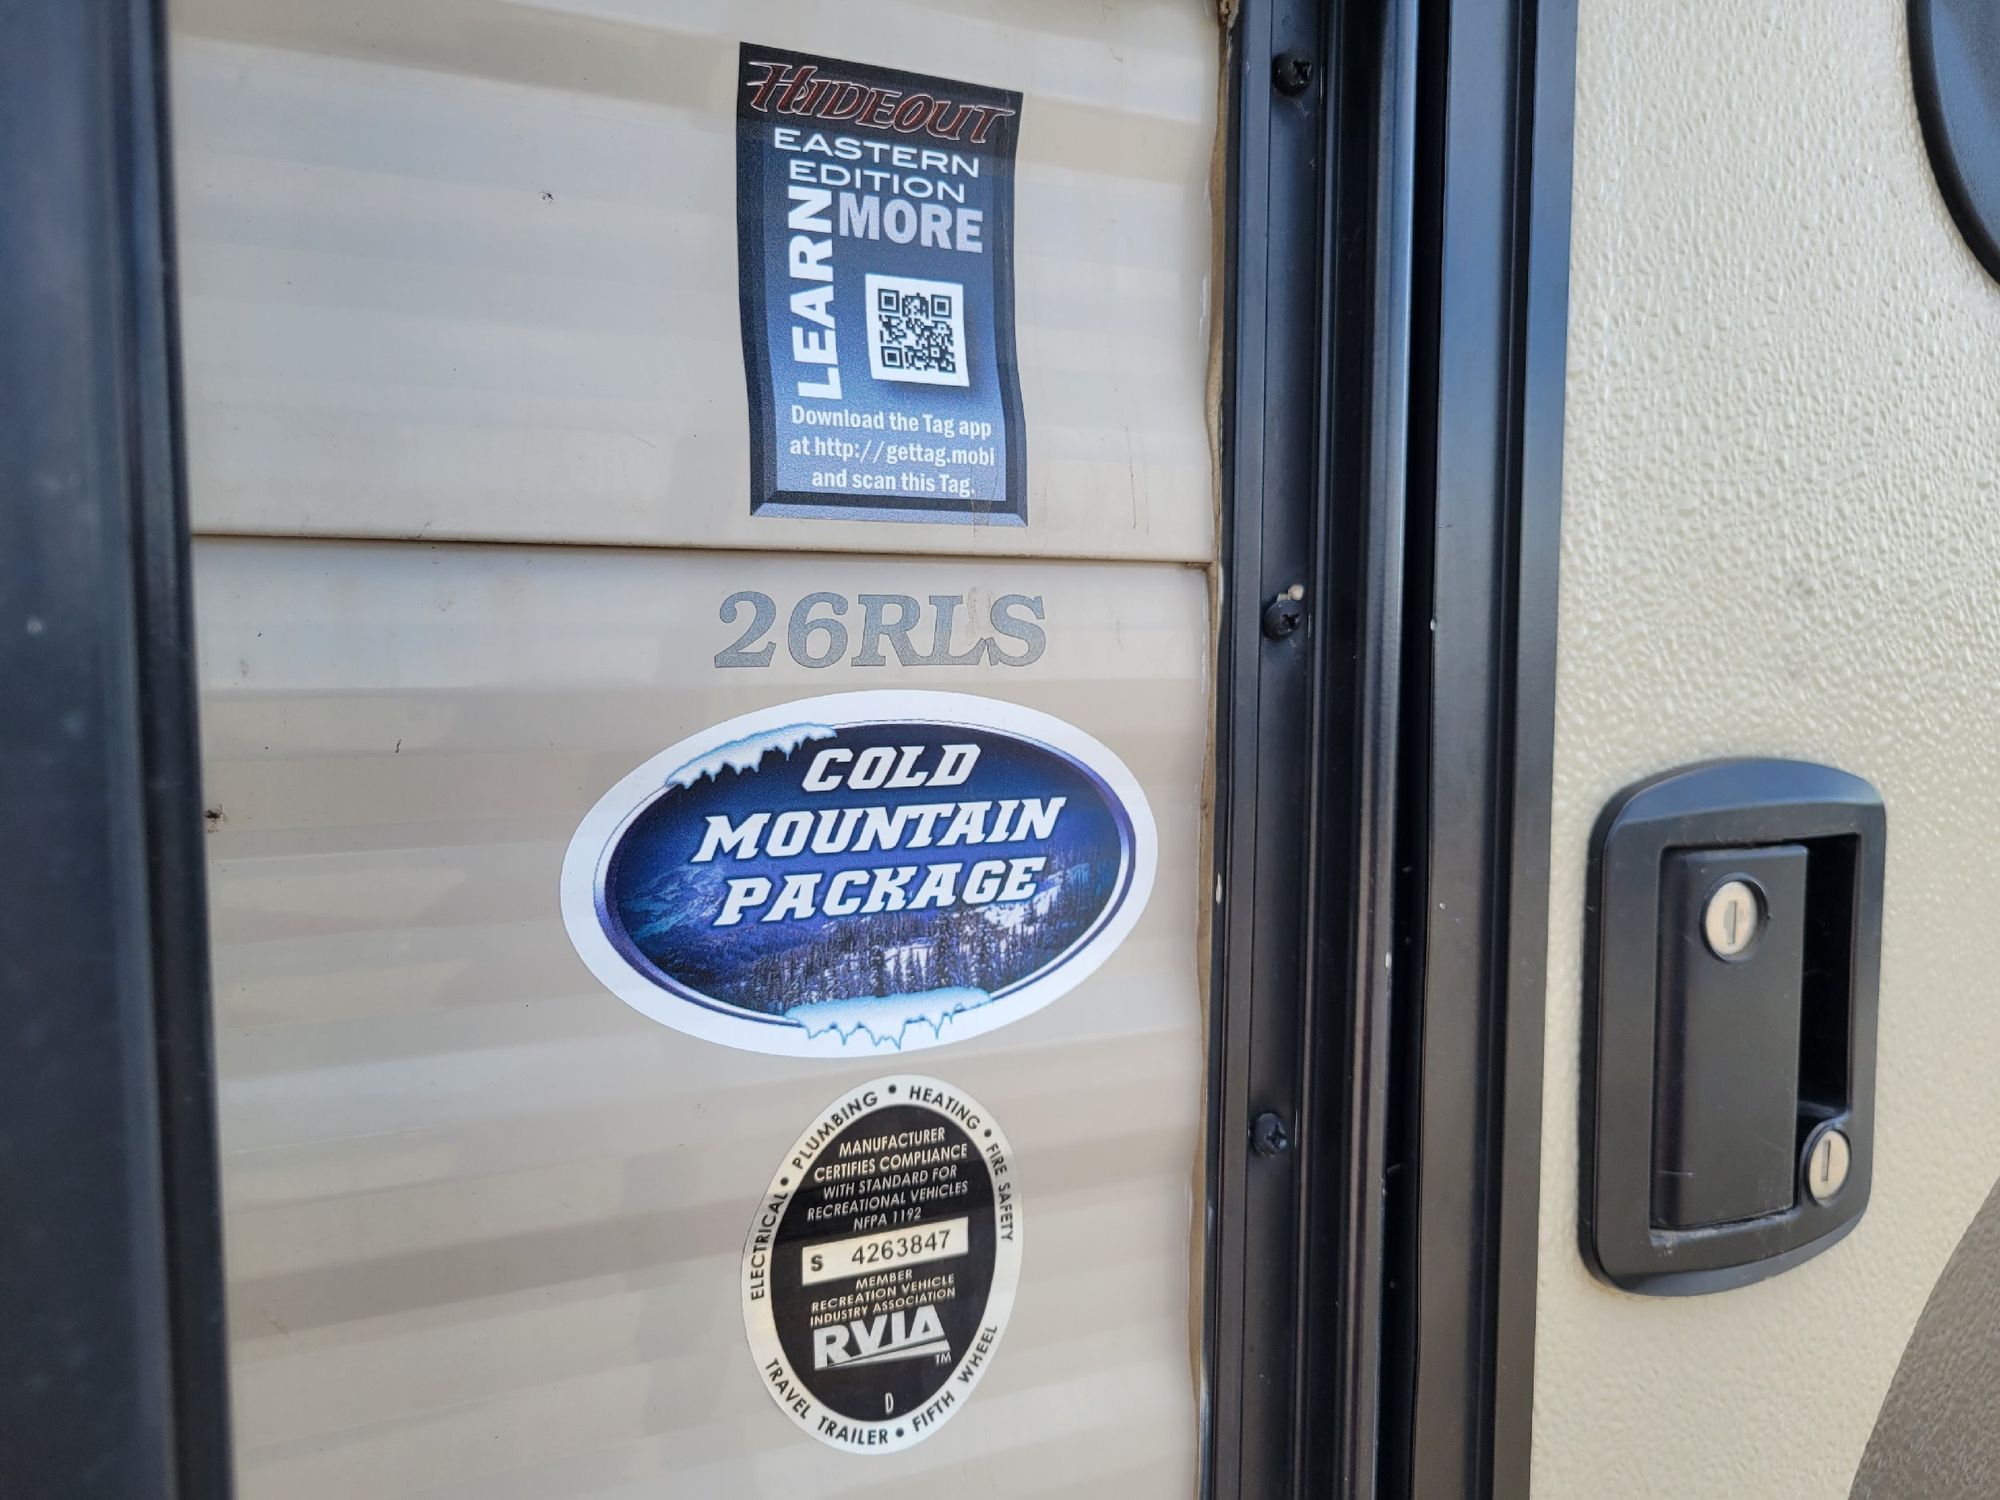 HIDEOUT
EASTERN
EDITION
LEARN
MORE
Download the Tag app
at http://gettag.mobi
and scan this Tag.
26RLS
COLD
MOUNTAIN
PACKAGE
ELECTRICAL • PLUMBING • HEATING • FIRE SAFETY
MANUFACTURER
CERTIFIES COMPLIANCE
WITH STANDARD FOR
RECREATIONAL VEHICLES
NFPA 1192
S 4263847
MEMBER
RECREATION VEHICLE
INDUSTRY ASSOCIATION
RVIA
TM
D
TRAVEL TRAILER • FIFTH WHEEL